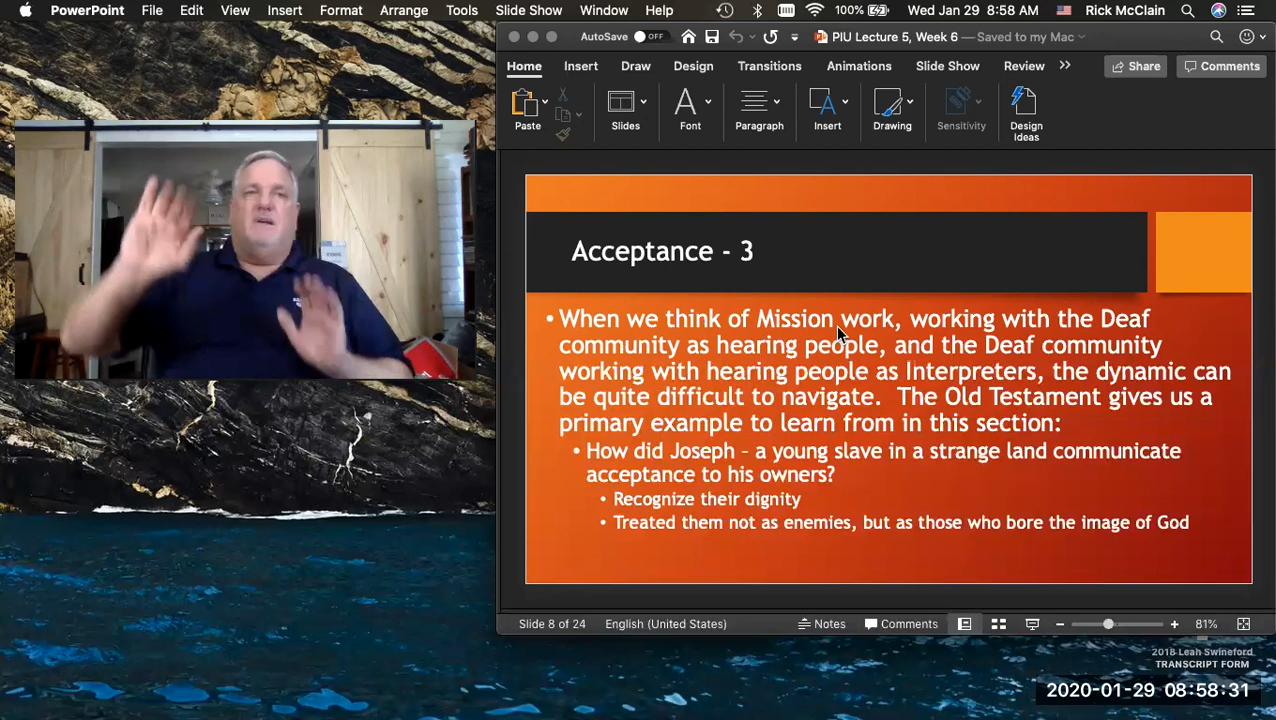 PowerPoint File Edit View Insert Format Arrange Tools Slide Show Window Help 100% Wed Jan 29 8:58 AM Rick McClain
AutoSave OFF PIU Lecture 5, Week 6 — Saved to my Mac
Home Insert Draw Design Transitions Animations Slide Show Review Share Comments
Paste Slides Font Paragraph Insert Drawing Sensitivity Design Ideas
Acceptance - 3
• When we think of Mission work, working with the Deaf
community as hearing people, and the Deaf community
working with hearing people as Interpreters, the dynamic can
be quite difficult to navigate. The Old Testament gives us a
primary example to learn from in this section:
• How did Joseph – a young slave in a strange land communicate
acceptance to his owners?
• Recognize their dignity
• Treated them not as enemies, but as those who bore the image of God
Slide 8 of 24 English (United States) Notes Comments 81%
2018 Leah Swineford
TRANSCRIPT FORM
2020-01-29 08:58:31